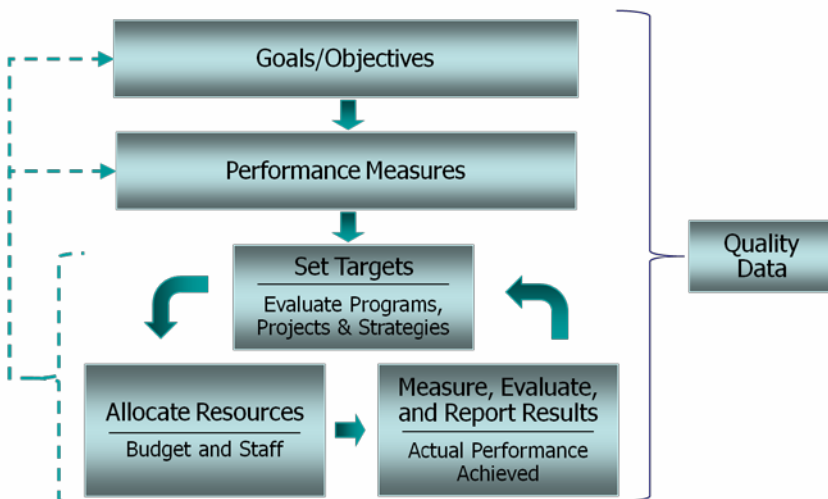 Goals/Objectives
Performance Measures
Set Targets
Evaluate Programs,
Projects & Strategies
Allocate Resources
Budget and Staff
Measure, Evaluate,
and Report Results
Actual Performance
Achieved
Quality
Data